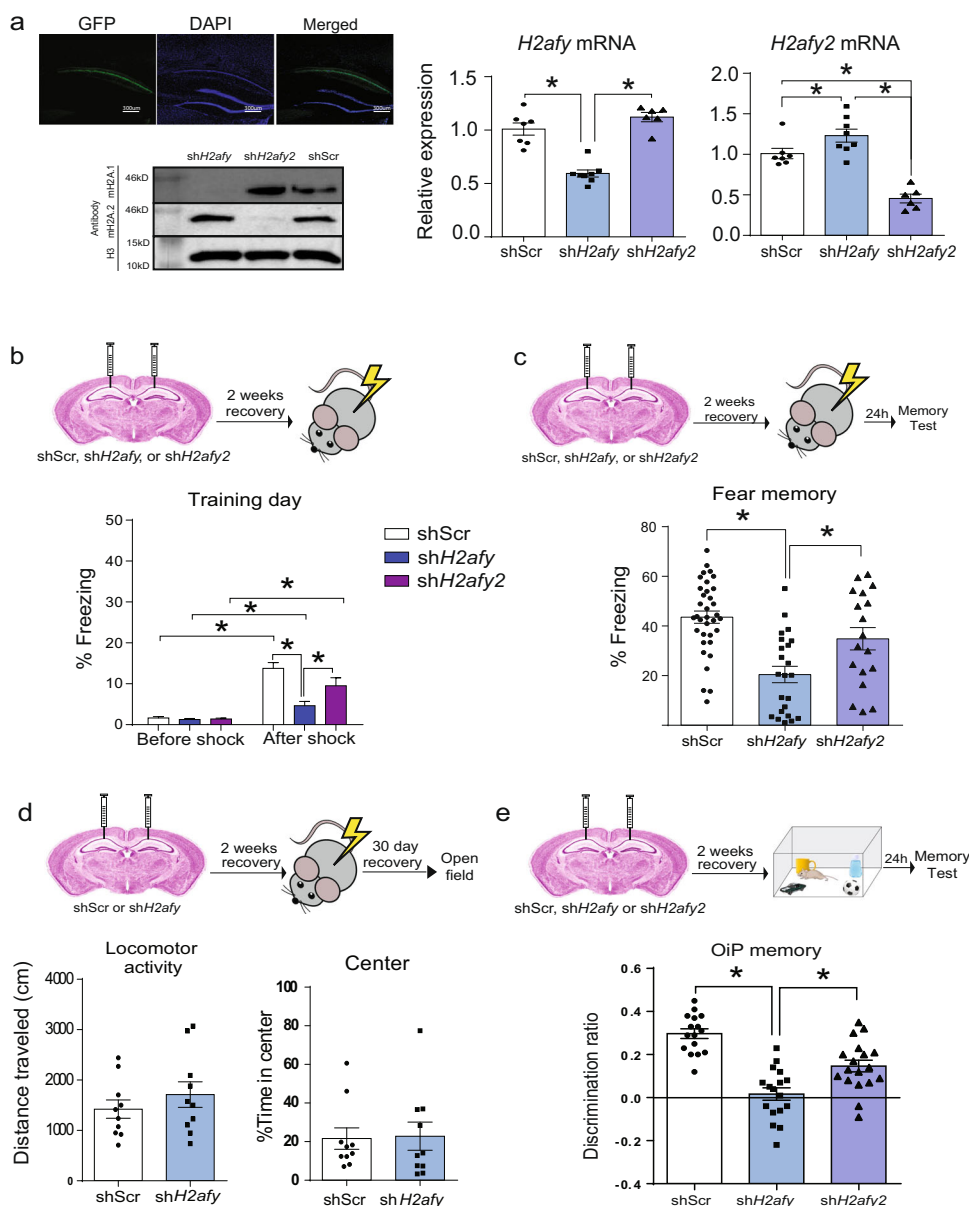 a
GFP DAPI Merged
300um 300um 300um
shH2afy shH2afy2 shScr
Antibody
mH2A.1
mH2A.2
H3
46kD
46kD
15kD
10kD
H2afy mRNA
Relative expression
1.5
1.0
0.5
0.0
* *
shScr shH2afy shH2afy2
H2afy2 mRNA
2.0
1.5
1.0
0.5
0.0
*
* *
shScr shH2afy shH2afy2
b
2 weeks
recovery
shScr, shH2afy, or shH2afy2
Training day
% Freezing
50
40
30
20
10
0
*
*
*
* *
Before shock After shock
shScr
shH2afy
shH2afy2
c
2 weeks
recovery
24h
Memory
Test
shScr, shH2afy, or shH2afy2
Fear memory
% Freezing
80
60
40
20
* *
shScr shH2afy shH2afy2
d
2 weeks
recovery
30 day
recovery
Open
field
shScr or shH2afy
Locomotor
activity
Distance traveled (cm)
4000
3000
2000
1000
0
shScr shH2afy
Center
%Time in center
100
80
60
40
20
0
shScr shH2afy
e
2 weeks
recovery
24h
Memory
Test
shScr, shH2afy or shH2afy2
OiP memory
Discrimination ratio
0.6
0.4
0.2
0.0
-0.4
* *
shScr shH2afy shH2afy2